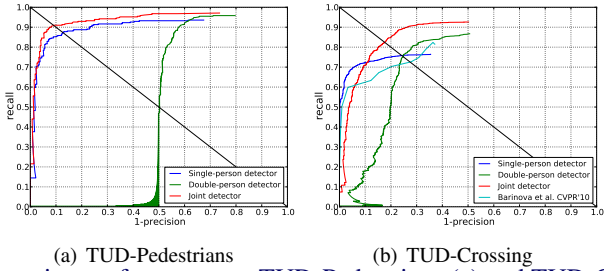 1.0 1.0
0.9 0.9
0.8 0.8
0.7 0.7
0.6 0.6
recall 0.5 recall 0.5
0.4 0.4
0.3 0.3
0.2 Single-person detector 0.2 Single-person detector
Double-person detector Double-person detector
0.1 Joint detector 0.1 Joint detector
Barinova et al. CVPR'10
0.0 0.0
0.0 0.1 0.2 0.3 0.4 0.5 0.6 0.7 0.8 0.9 1.0 0.0 0.1 0.2 0.3 0.4 0.5 0.6 0.7 0.8 0.9 1.0
1-precision 1-precision
(a) TUD-Pedestrians (b) TUD-Crossing